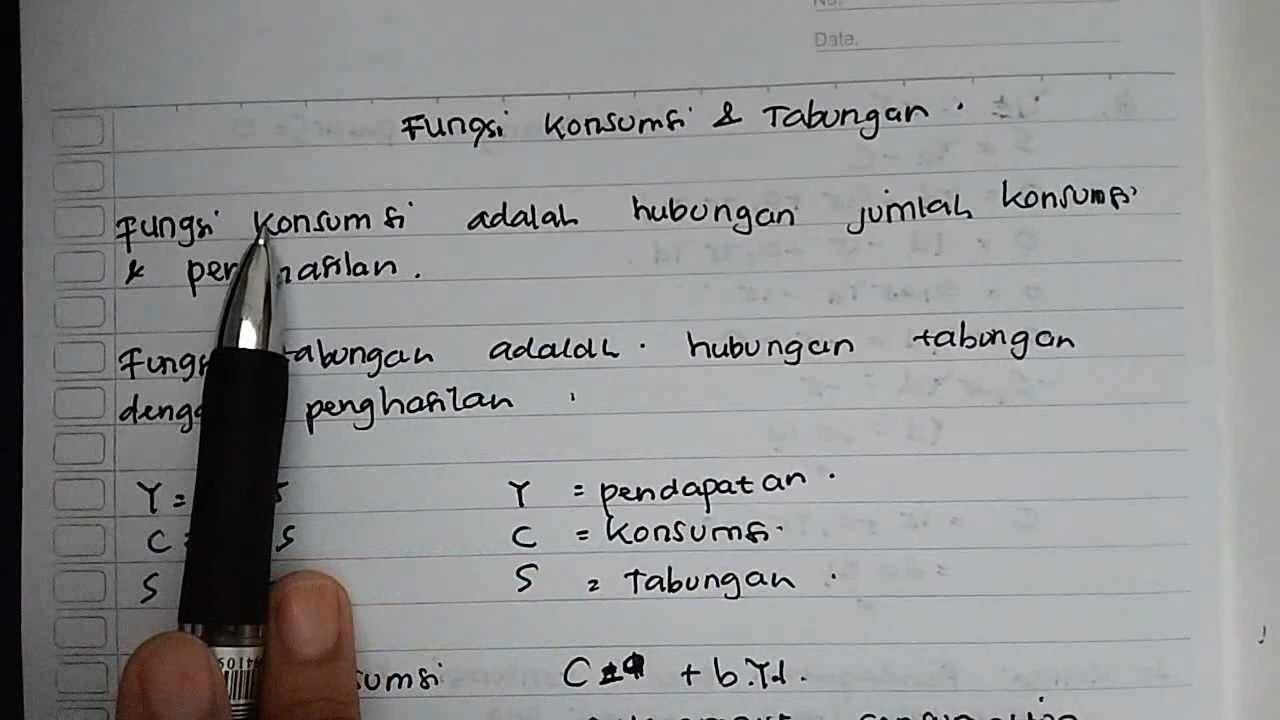 No.
Date.
Fungsi Konsumsi & Tabungan.
Fungsi Konsumsi adalah hubungan jumlah konsumsi
& penghasilan.
Fungsi tabungan adalah hubungan tabungan
dengan penghasilan
Y = S Y = pendapatan.
C = S C = Konsumsi.
S S = Tabungan.
C = a + b.Yd.